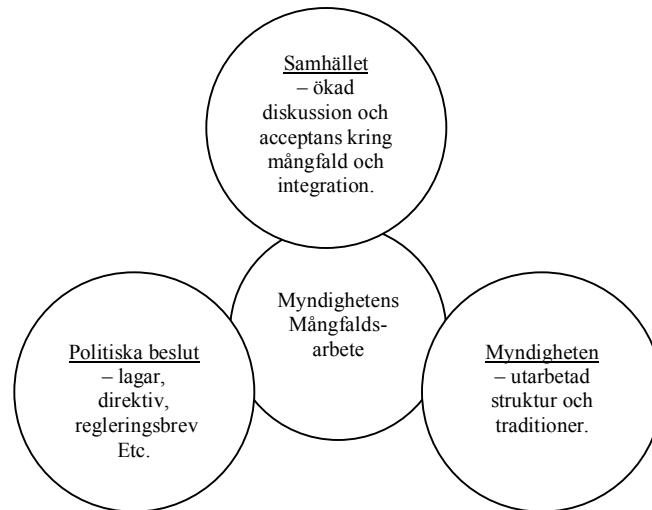 Samhället
– ökad
diskussion och
acceptans kring
mångfald och
integration.
Myndighetens
Mångfalds-
arbete
Politiska beslut
– lagar,
direktiv,
regleringsbrev
Etc.
Myndigheten
– utarbetad
struktur och
traditioner.